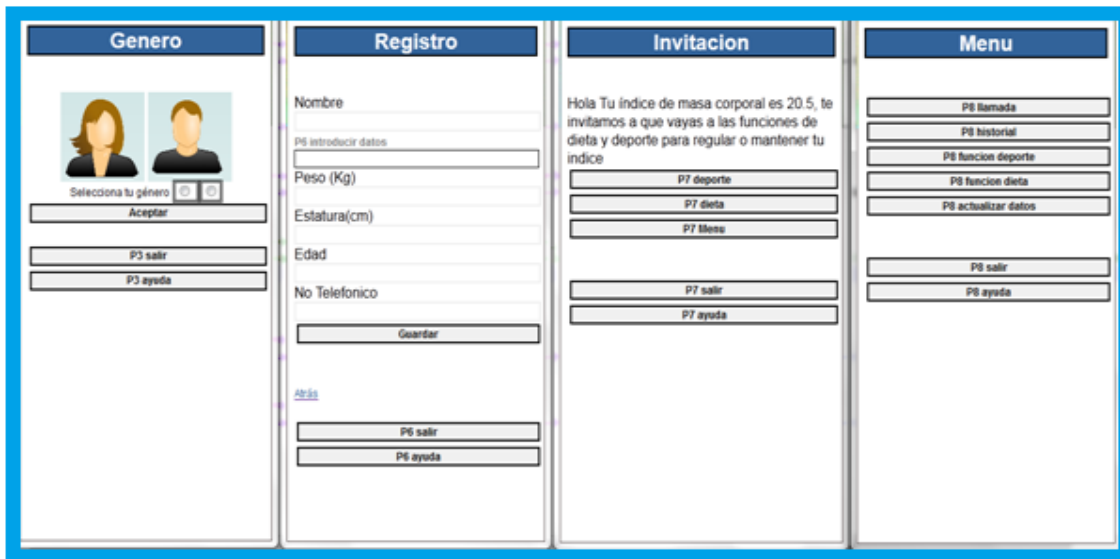 Genero
Selecciona tu género
Aceptar
P3 salir
P3 ayuda
Registro
Nombre
P6 introducir datos
Peso (Kg)
Estatura(cm)
Edad
No Telefonico
Guardar
Atrás
P6 salir
P6 ayuda
Invitacion
Hola Tu índice de masa corporal es 20.5, te
invitamos a que vayas a las funciones de
dieta y deporte para regular o mantener tu
indice
P7 deporte
P7 dieta
P7 Menu
P7 salir
P7 ayuda
Menu
P8 llamada
P8 historial
P8 funcion deporte
P8 funcion dieta
P8 actualizar datos
P8 salir
P8 ayuda